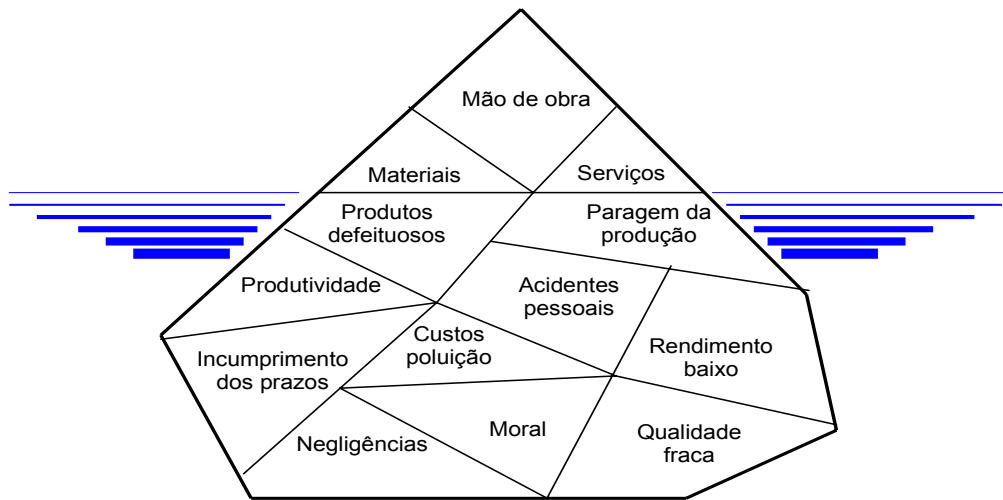 Mão de obra
Materiais
Serviços
Produtos
defeituosos
Paragem da
produção
Produtividade
Acidentes
pessoais
Incumprimento
dos prazos
Custos
poluição
Rendimento
baixo
Negligências
Moral
Qualidade
fraca